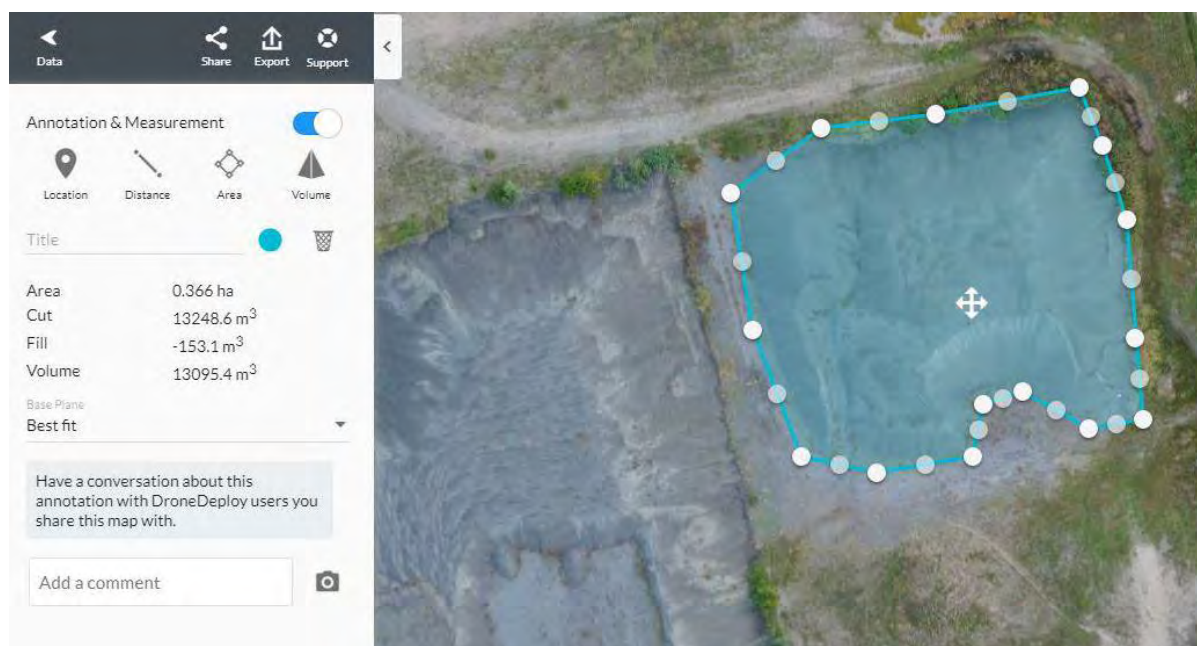 Data
Share
Export
Support
Annotation & Measurement
Location
Distance
Area
Volume
Title
Area 0.366 ha
Cut 13248.6 m³
Fill -153.1 m³
Volume 13095.4 m³
Base Plane
Best fit
Have a conversation about this
annotation with DroneDeploy users you
share this map with.
Add a comment